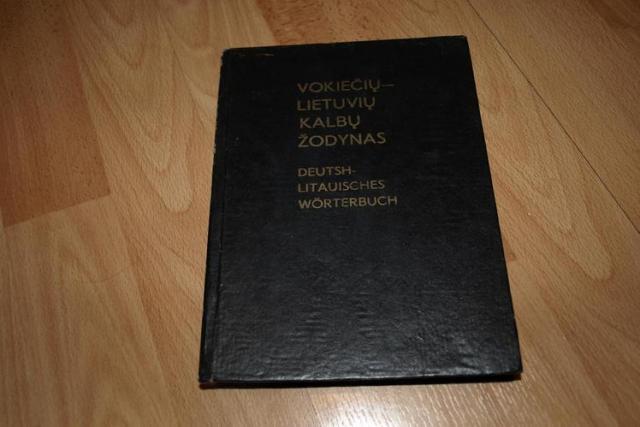 VOKIEČIŲ–
LIETUVIŲ
KALBŲ
ŽODYNAS
DEUTSH-
LITAUISCHES
WÖRTERBUCH